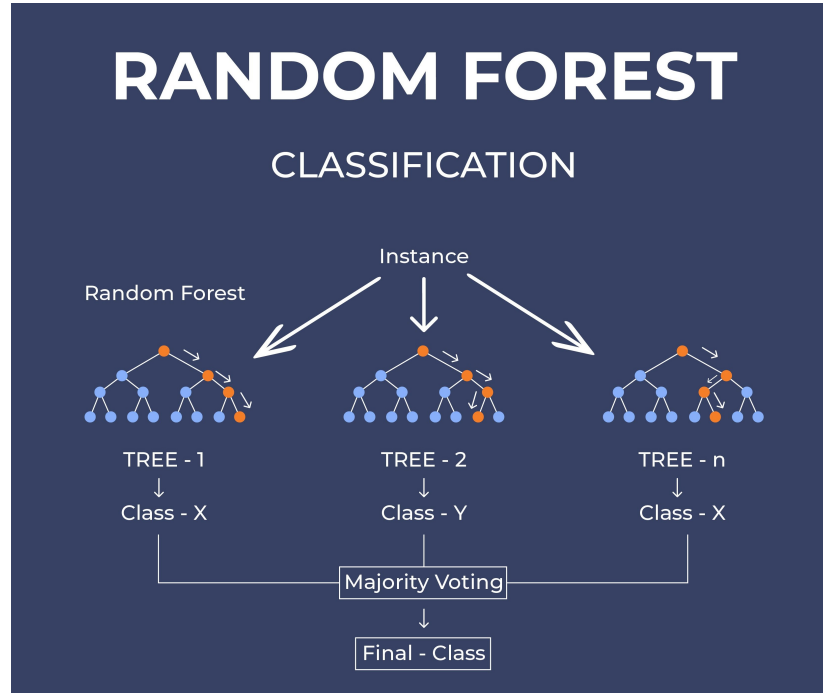 RANDOM FOREST
CLASSIFICATION
Instance
Random Forest
TREE - 1
TREE - 2
TREE - n
Class - X
Class - Y
Class - X
Majority Voting
Final - Class